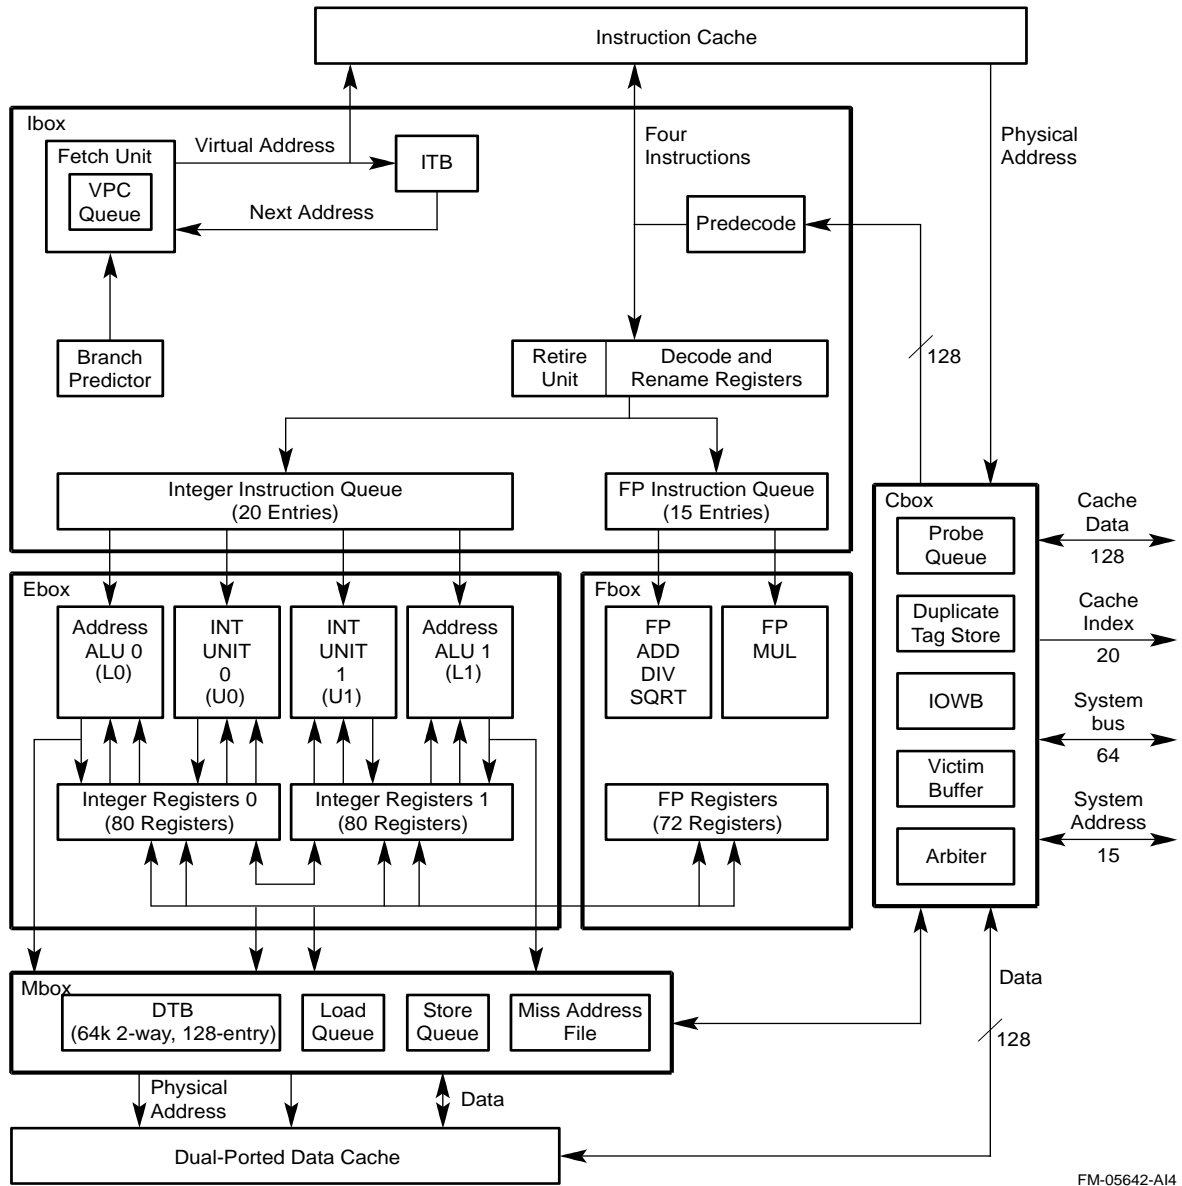 Instruction Cache
Ibox
Fetch Unit
VPC
Queue
Virtual Address
ITB
Next Address
Four
Instructions
Physical
Address
Predecode
Branch
Predictor
Retire
Unit
Decode and
Rename Registers
128
Integer Instruction Queue
(20 Entries)
FP Instruction Queue
(15 Entries)
Cbox
Probe
Queue
Duplicate
Tag Store
IOWB
Victim
Buffer
Arbiter
Cache
Data
128
Cache
Index
20
System
bus
64
System
Address
15
Ebox
Address
ALU 0
(L0)
INT
UNIT
0
(U0)
INT
UNIT
1
(U1)
Address
ALU 1
(L1)
Fbox
FP
ADD
DIV
SQRT
FP
MUL
Integer Registers 0
(80 Registers)
Integer Registers 1
(80 Registers)
FP Registers
(72 Registers)
Mbox
DTB
(64k 2-way, 128-entry)
Load
Queue
Store
Queue
Miss Address
File
Data
128
Physical
Address
Data
Dual-Ported Data Cache
FM-05642-AI4